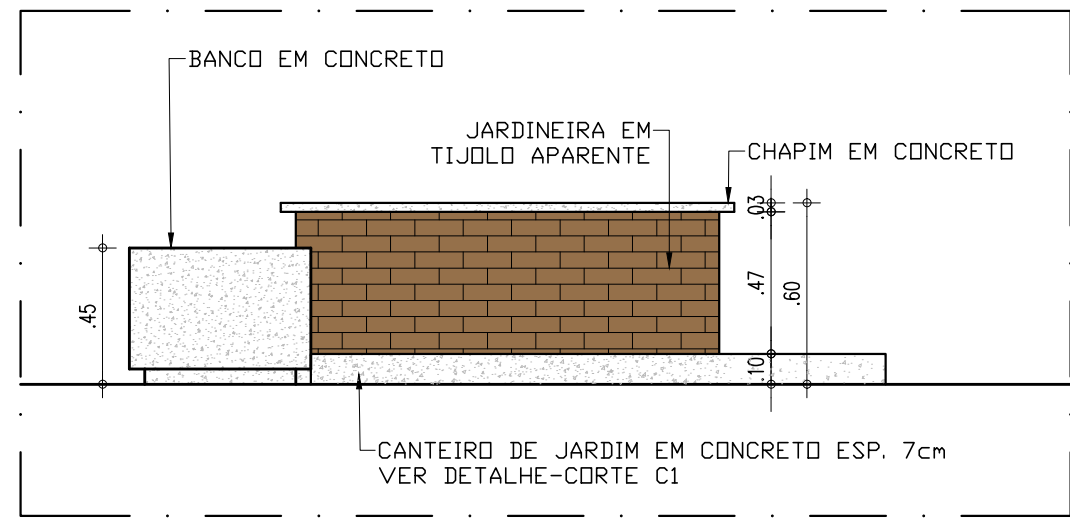 BANCO EM CONCRETO
JARDINEIRA EM
TIJOLO APARENTE
CHAPIM EM CONCRETO
.03
.47
.60
.45
.10
CANTEIRO DE JARDIM EM CONCRETO ESP. 7cm
VER DETALHE-CORTE C1